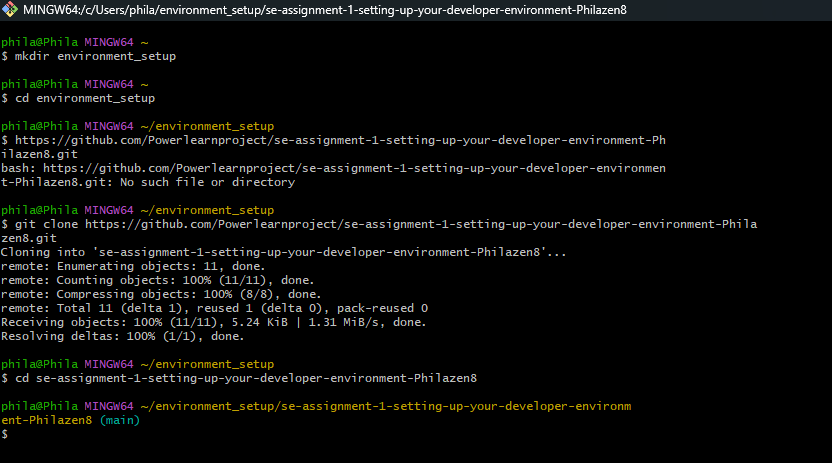 MINGW64:/c/Users/phila/environment_setup/se-assignment-1-setting-up-your-developer-environment-Philazen8
phila@Phila MINGW64 ~
$ mkdir environment_setup
phila@Phila MINGW64 ~
$ cd environment_setup
phila@Phila MINGW64 ~/environment_setup
$ https://github.com/Powerlearnproject/se-assignment-1-setting-up-your-developer-environment-Ph
ilazen8.git
bash: https://github.com/Powerlearnproject/se-assignment-1-setting-up-your-developer-environmen
t-Philazen8.git: No such file or directory
phila@Phila MINGW64 ~/environment_setup
$ git clone https://github.com/Powerlearnproject/se-assignment-1-setting-up-your-developer-environment-Phila
zen8.git
Cloning into 'se-assignment-1-setting-up-your-developer-environment-Philazen8'...
remote: Enumerating objects: 11, done.
remote: Counting objects: 100% (11/11), done.
remote: Compressing objects: 100% (8/8), done.
remote: Total 11 (delta 1), reused 1 (delta 0), pack-reused 0
Receiving objects: 100% (11/11), 5.24 KiB | 1.31 MiB/s, done.
Resolving deltas: 100% (1/1), done.
phila@Phila MINGW64 ~/environment_setup
$ cd se-assignment-1-setting-up-your-developer-environment-Philazen8
phila@Phila MINGW64 ~/environment_setup/se-assignment-1-setting-up-your-developer-environm
ent-Philazen8 (main)
$